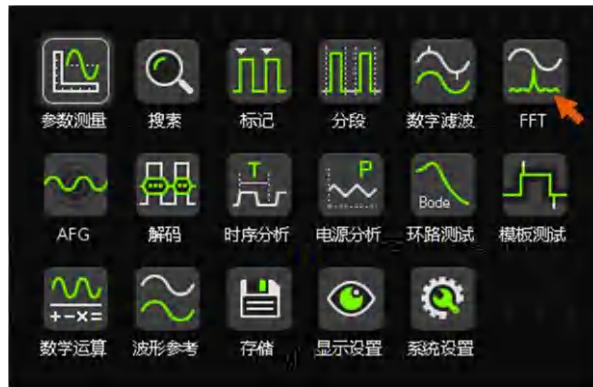 参数测量 搜索 标记 分段 数字滤波 FFT
T P Bode
AFG 解码 时序分析 电源分析 环路测试 模板测试
+-×=
数学运算 波形参考 存储 显示设置 系统设置